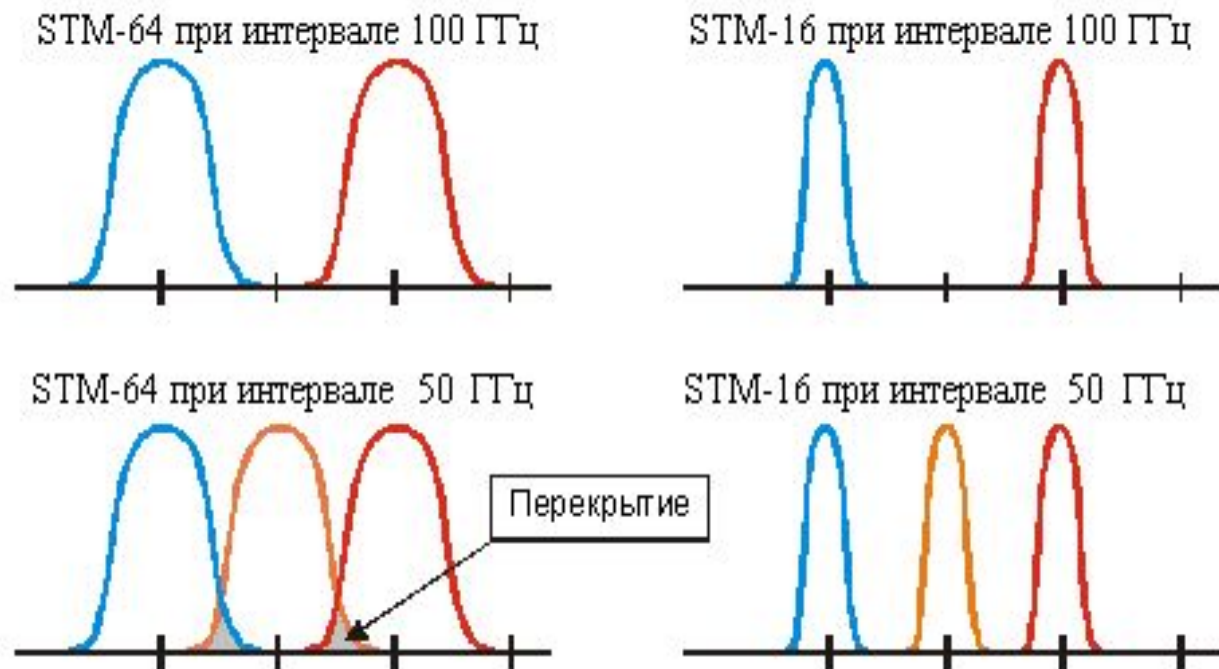 STM-64 при интервале 100 ГГц
STM-16 при интервале 100 ГГц
STM-64 при интервале 50 ГГц
STM-16 при интервале 50 ГГц
Перекрытие